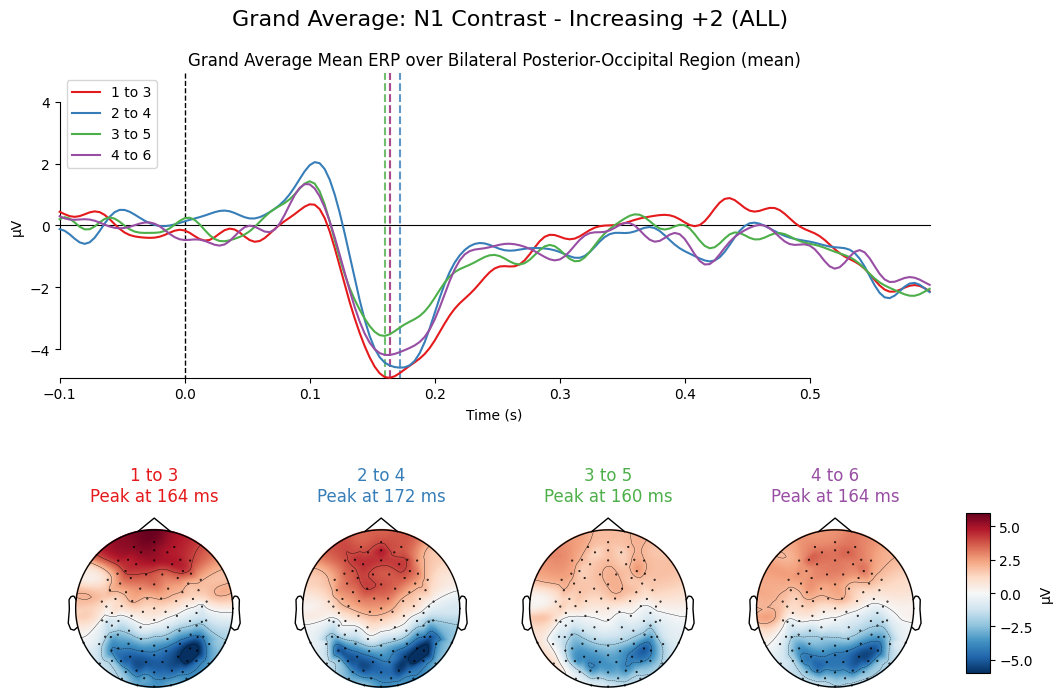 Grand Average: N1 Contrast - Increasing +2 (ALL)
Grand Average Mean ERP over Bilateral Posterior-Occipital Region (mean)
1 to 3
2 to 4
3 to 5
4 to 6
4
2
0
−2
−4
µV
−0.1
0.0
0.1
0.2
0.3
0.4
0.5
Time (s)
1 to 3
Peak at 164 ms
2 to 4
Peak at 172 ms
3 to 5
Peak at 160 ms
4 to 6
Peak at 164 ms
5.0
2.5
0.0
−2.5
−5.0
µV